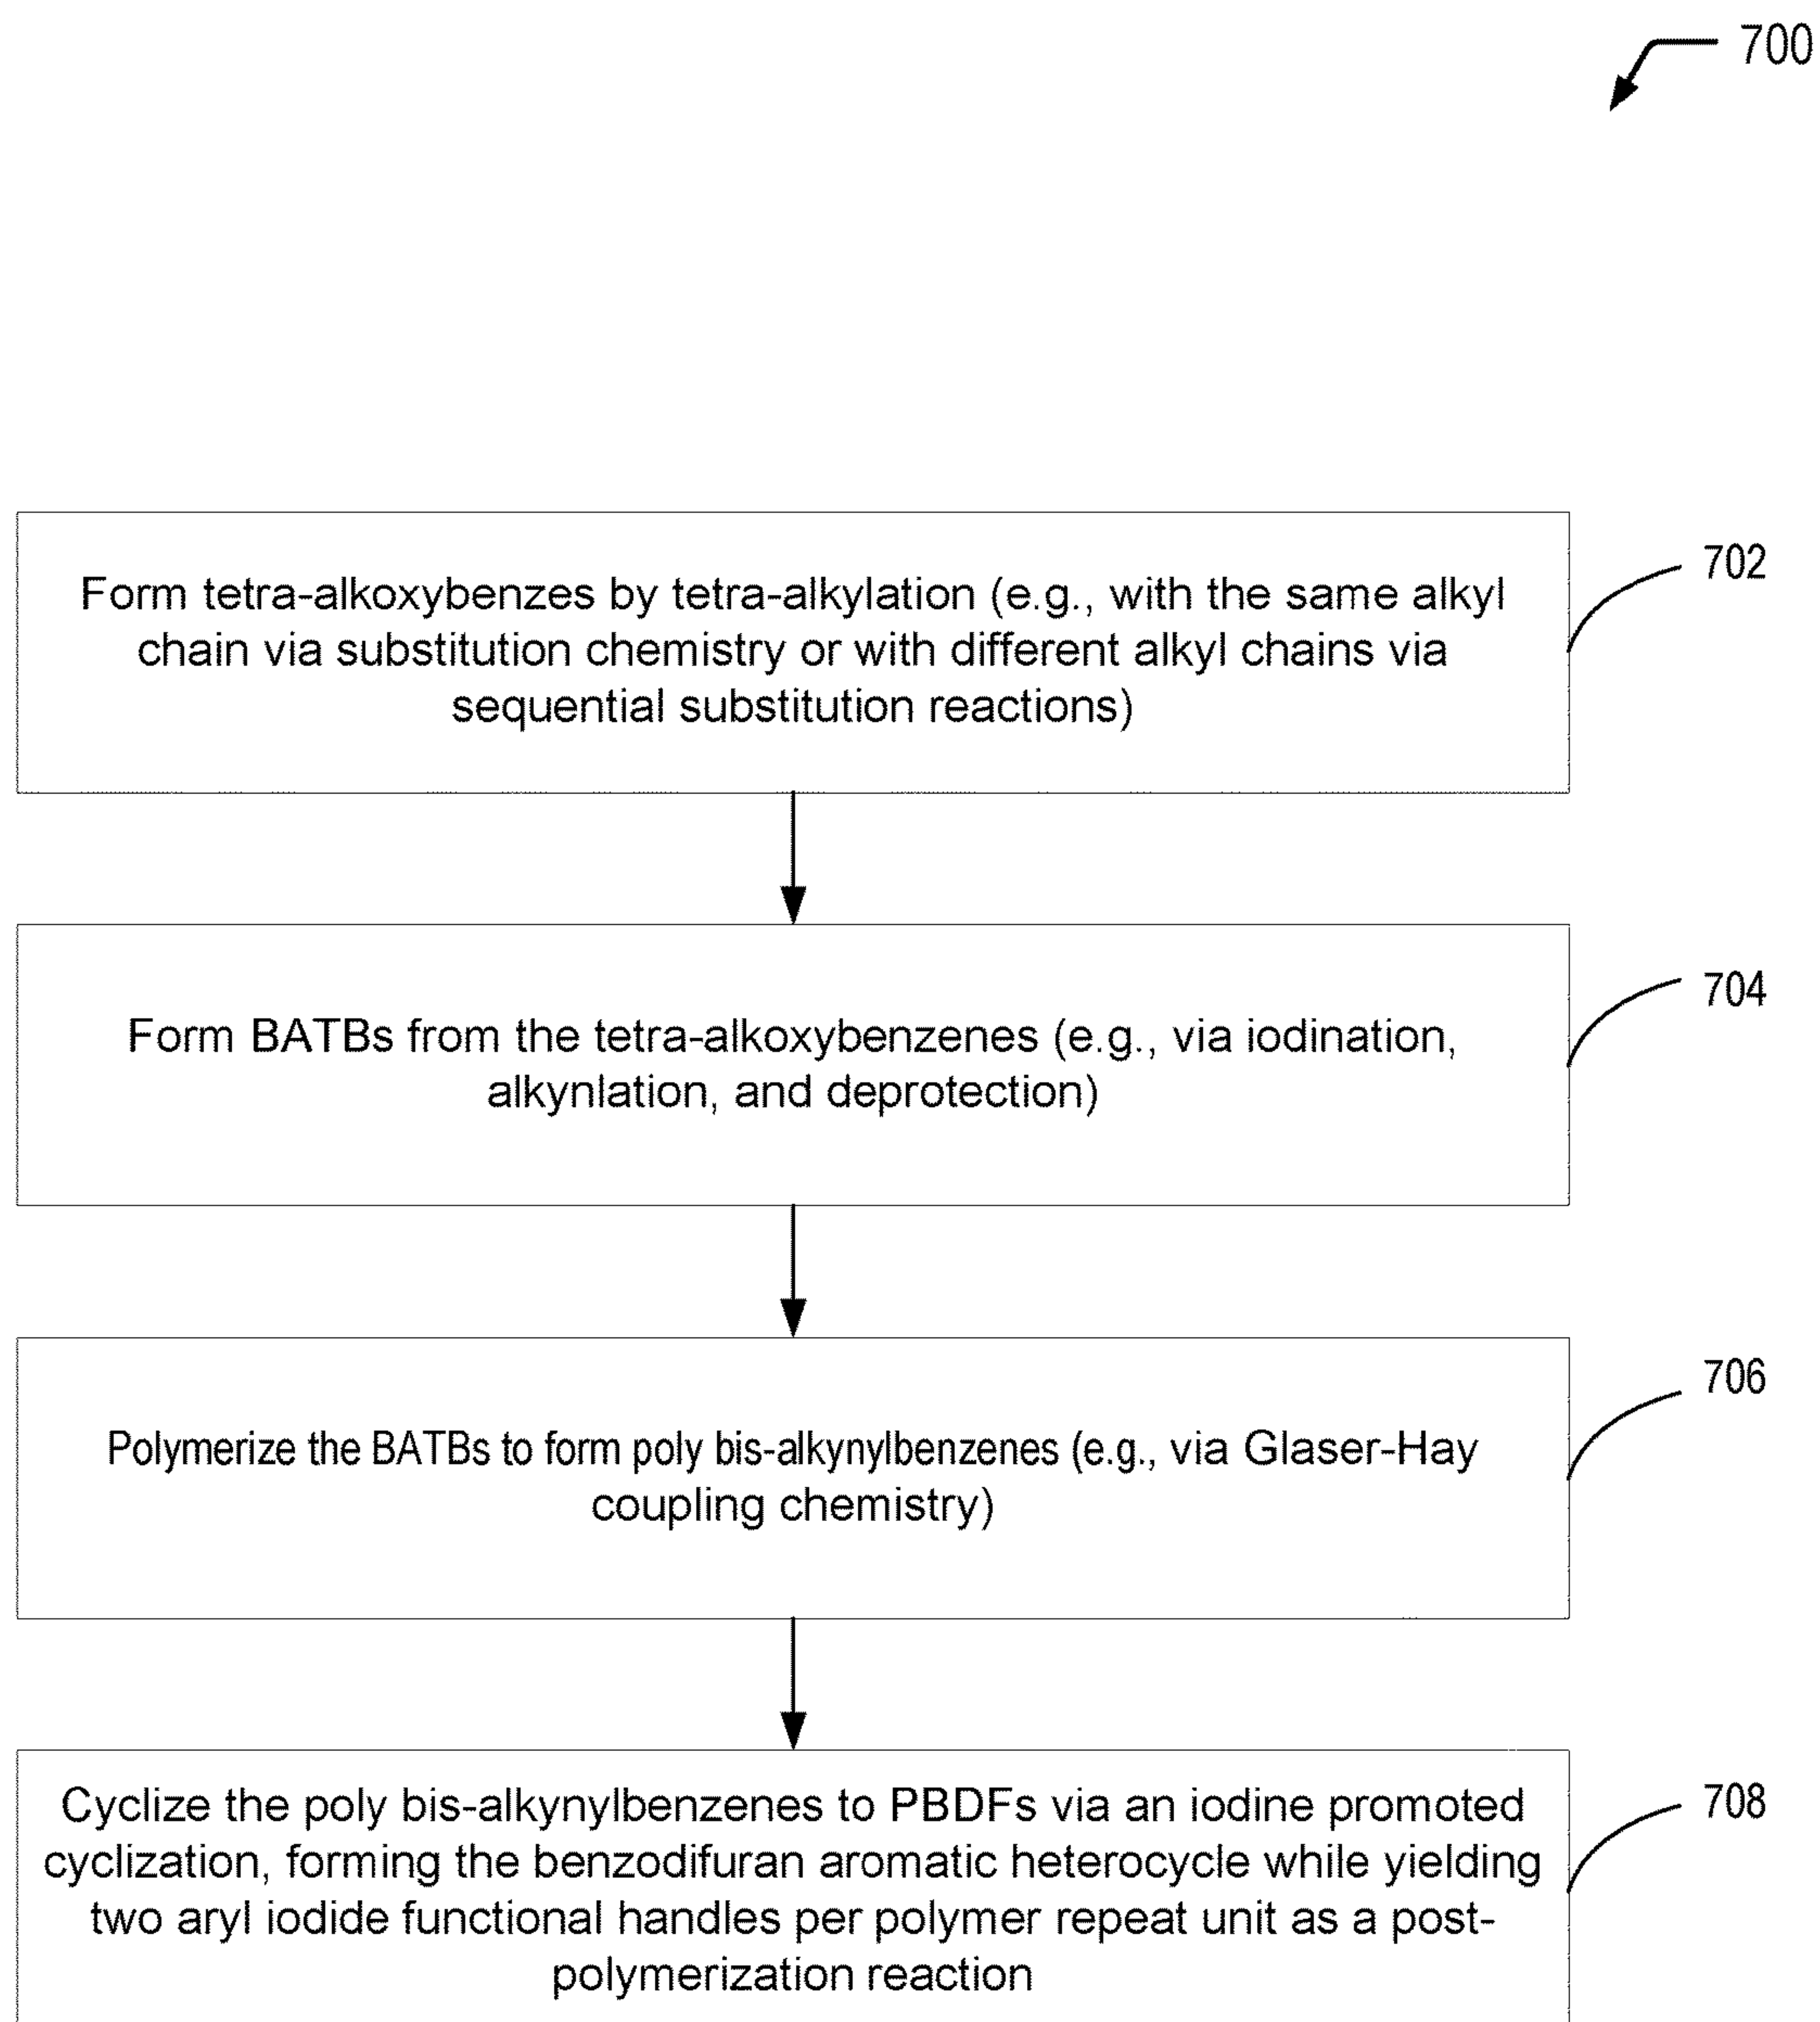 700
Form tetra-alkoxybenzes by tetra-alkylation (e.g., with the same alkyl
chain via substitution chemistry or with different alkyl chains via
sequential substitution reactions)
702
Form BATBs from the tetra-alkoxybenzenes (e.g., via iodination,
alkynlation, and deprotection)
704
Polymerize the BATBs to form poly bis-alkynylbenzenes (e.g., via Glaser-Hay
coupling chemistry)
706
Cyclize the poly bis-alkynylbenzenes to PBDFs via an iodine promoted
cyclization, forming the benzodifuran aromatic heterocycle while yielding
two aryl iodide functional handles per polymer repeat unit as a post-
polymerization reaction
708